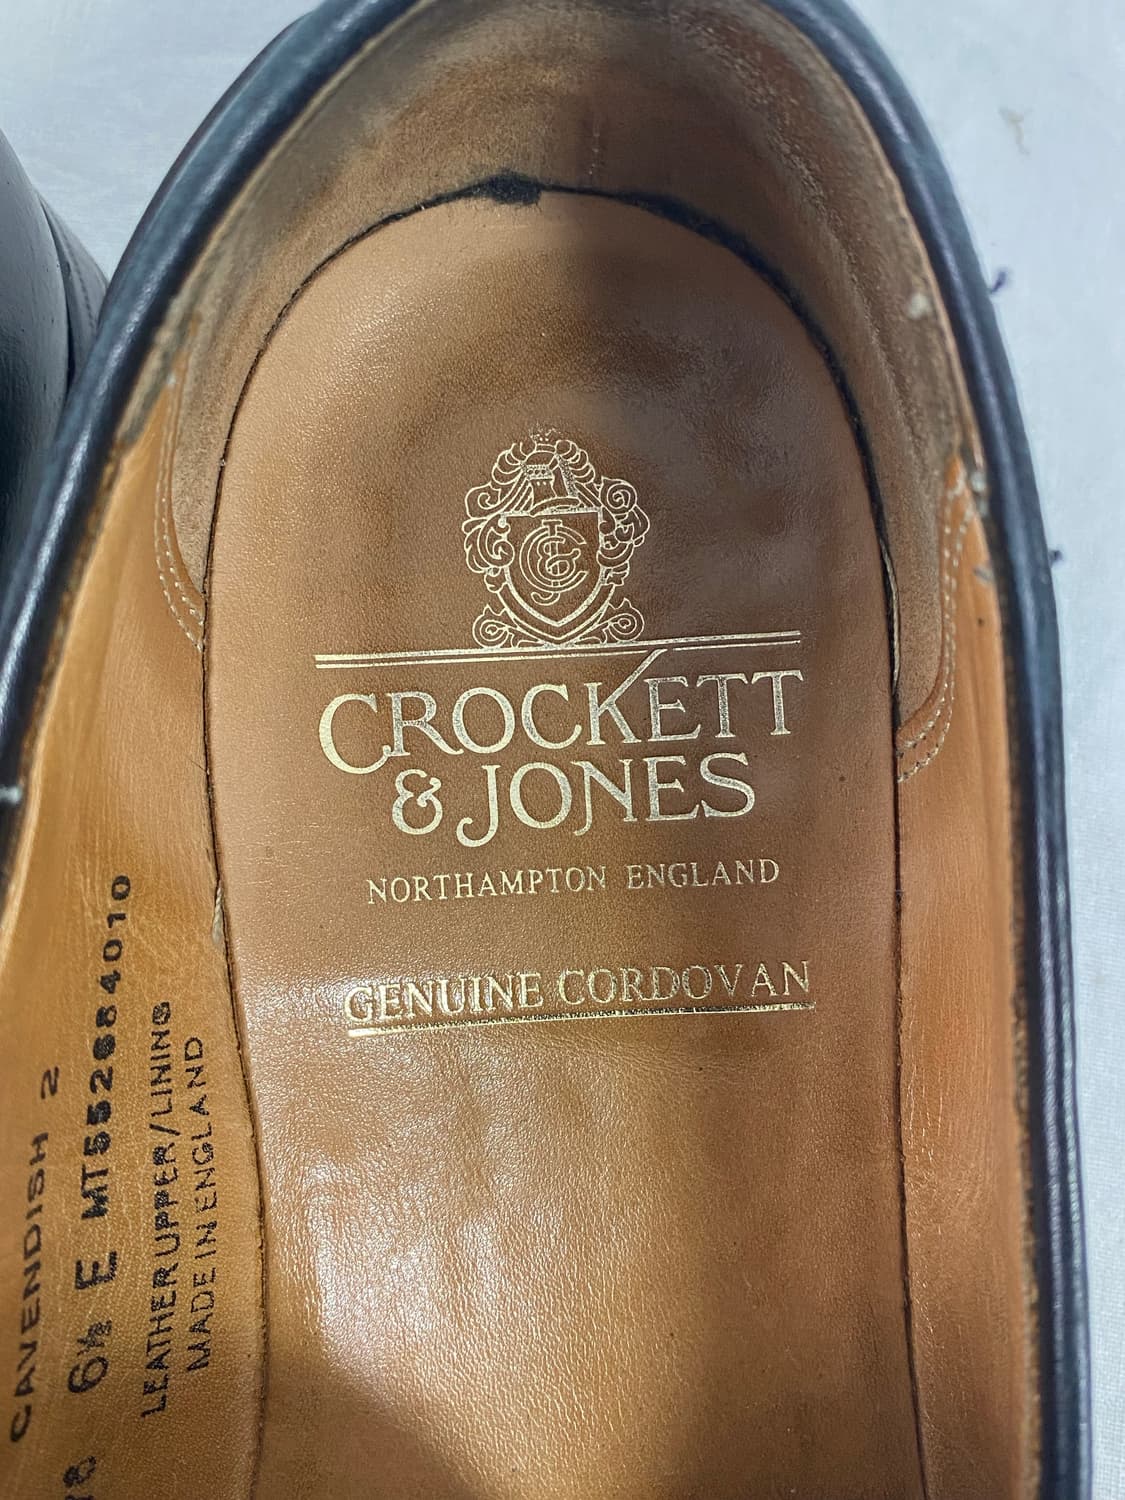 CROCKETT
& JONES
NORTHAMPTON ENGLAND
GENUINE CORDOVAN
CAVENDISH 2
6½ E MT552684010
LEATHER UPPER/LINING
MADE IN ENGLAND